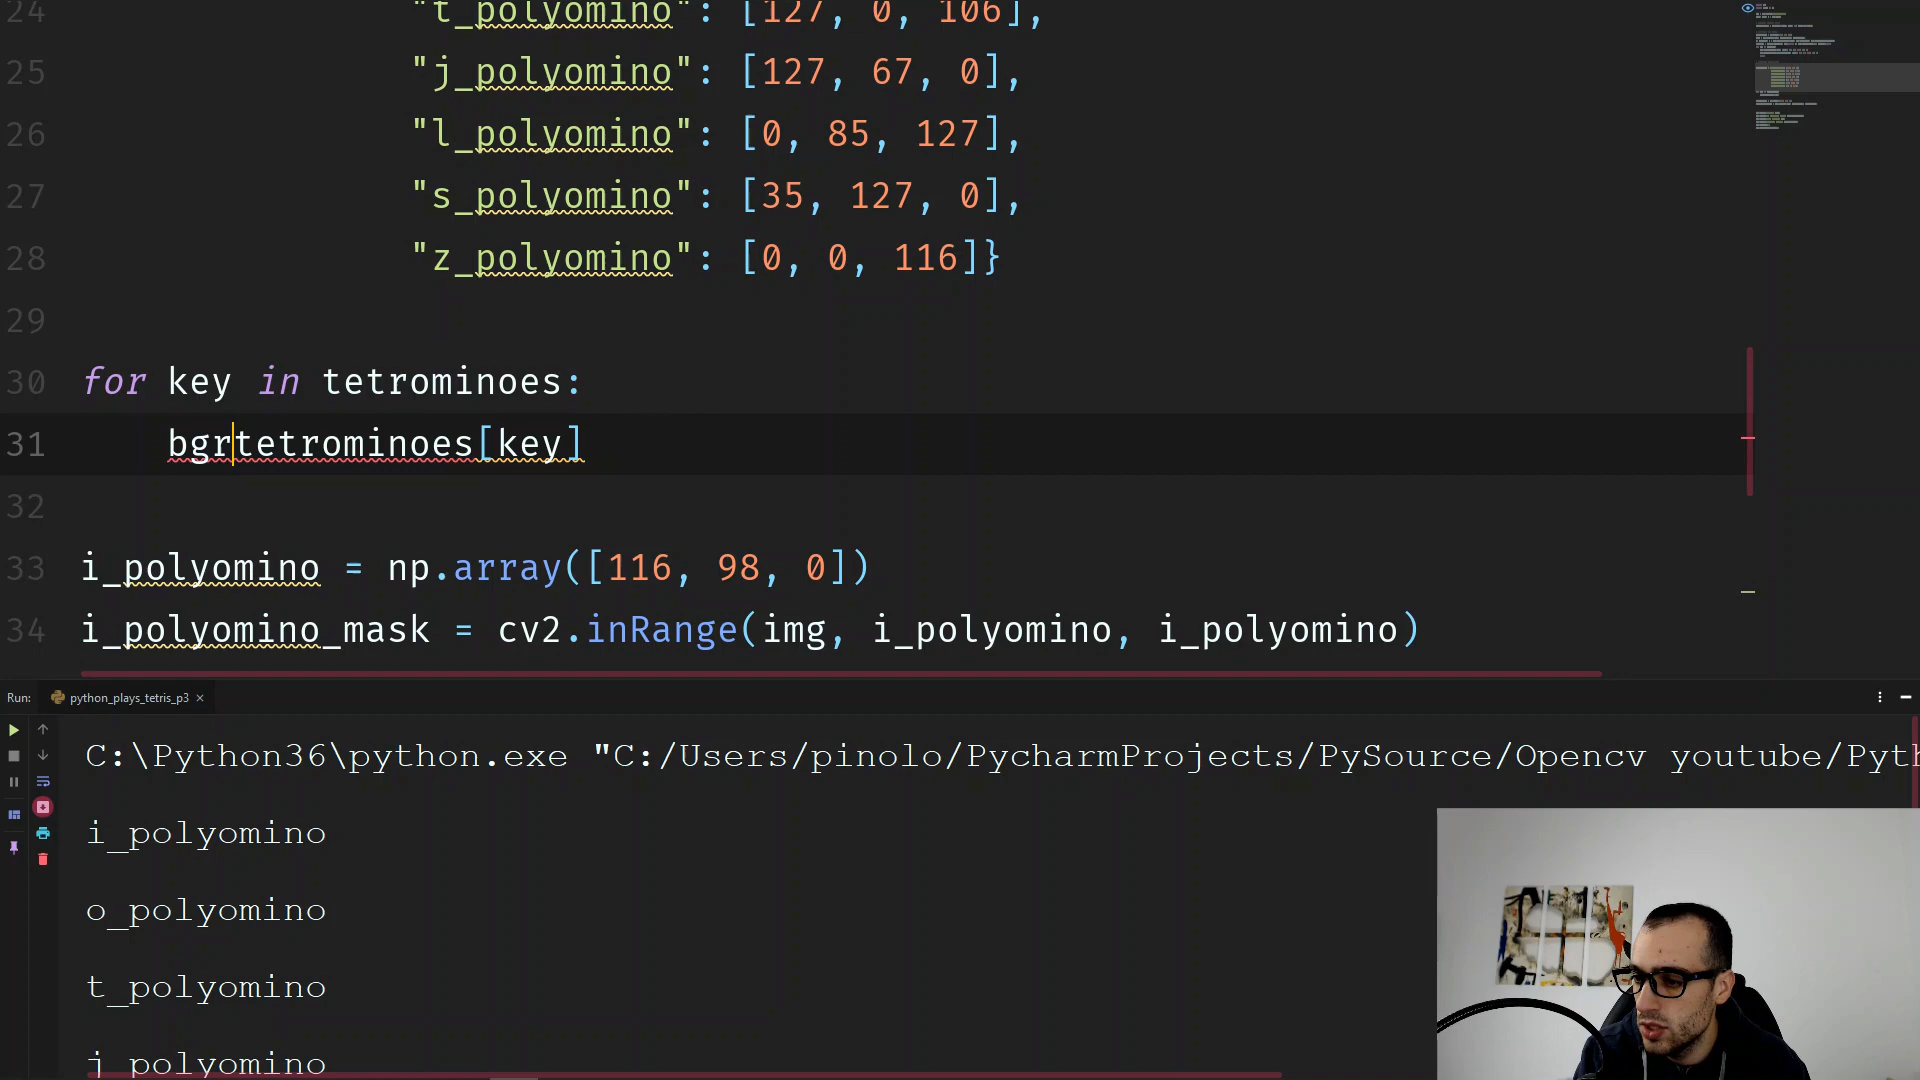 24 "t_polyomino": [127, 0, 106],
25 "j_polyomino": [127, 67, 0],
26 "l_polyomino": [0, 85, 127],
27 "s_polyomino": [35, 127, 0],
28 "z_polyomino": [0, 0, 116]}
29
30 for key in tetrominoes:
31 bgrtetrominoes[key]
32
33 i_polyomino = np.array([116, 98, 0])
34 i_polyomino_mask = cv2.inRange(img, i_polyomino, i_polyomino)
Run: python_plays_tetris_p3 ×
C:\Python36\python.exe "C:/Users/pinolo/PycharmProjects/PySource/Opencv youtube/Pyth
i_polyomino
o_polyomino
t_polyomino
j_polyomino